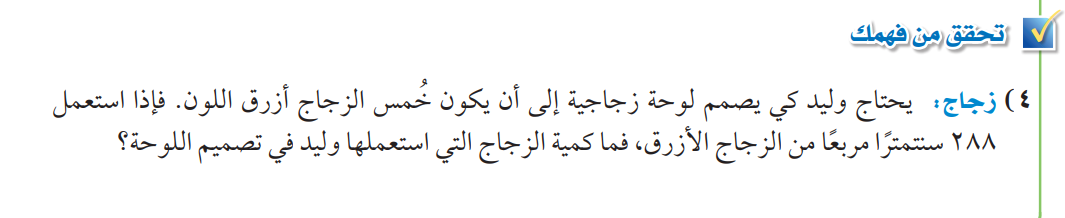 تحقق من فهمك
٤) زجاج: يحتاج وليد كي يصمم لوحة زجاجية إلى أن يكون خُمس الزجاج أزرق اللون. فإذا استعمل
٢٨٨ سنتمترًا مربعًا من الزجاج الأزرق، فما كمية الزجاج التي استعملها وليد في تصميم اللوحة؟